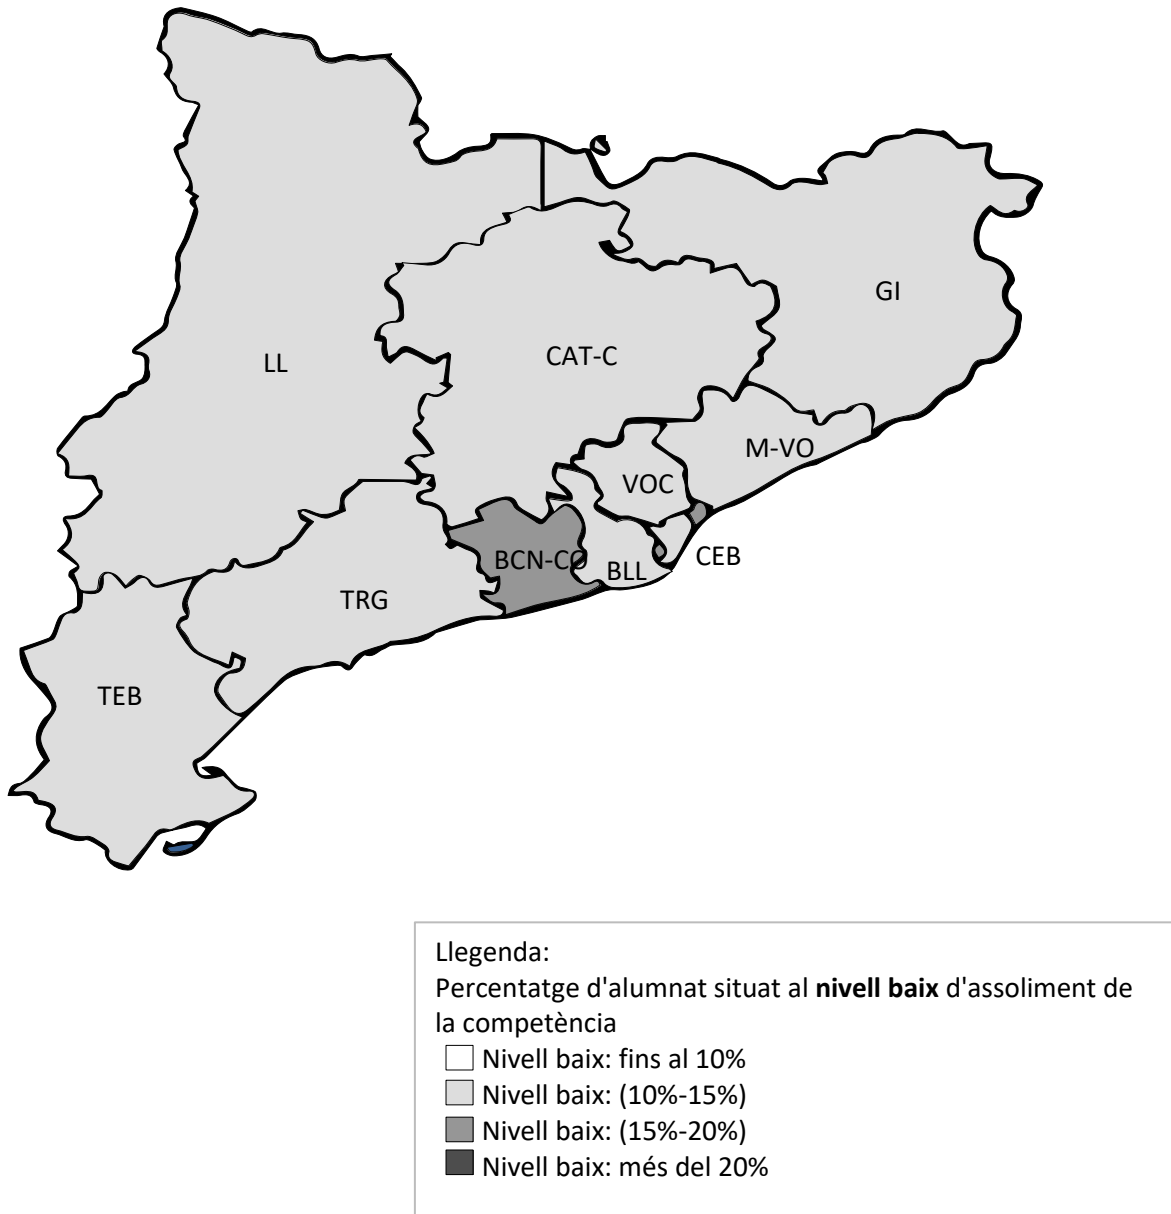 GI
LL
CAT-C
M-VO
VOC
CEB
BCN-CO
BLL
TRG
TEB
Llegenda:
Percentatge d'alumnat situat al nivell baix d'assoliment de
la competència
Nivell baix: fins al 10%
Nivell baix: (10%-15%)
Nivell baix: (15%-20%)
Nivell baix: més del 20%